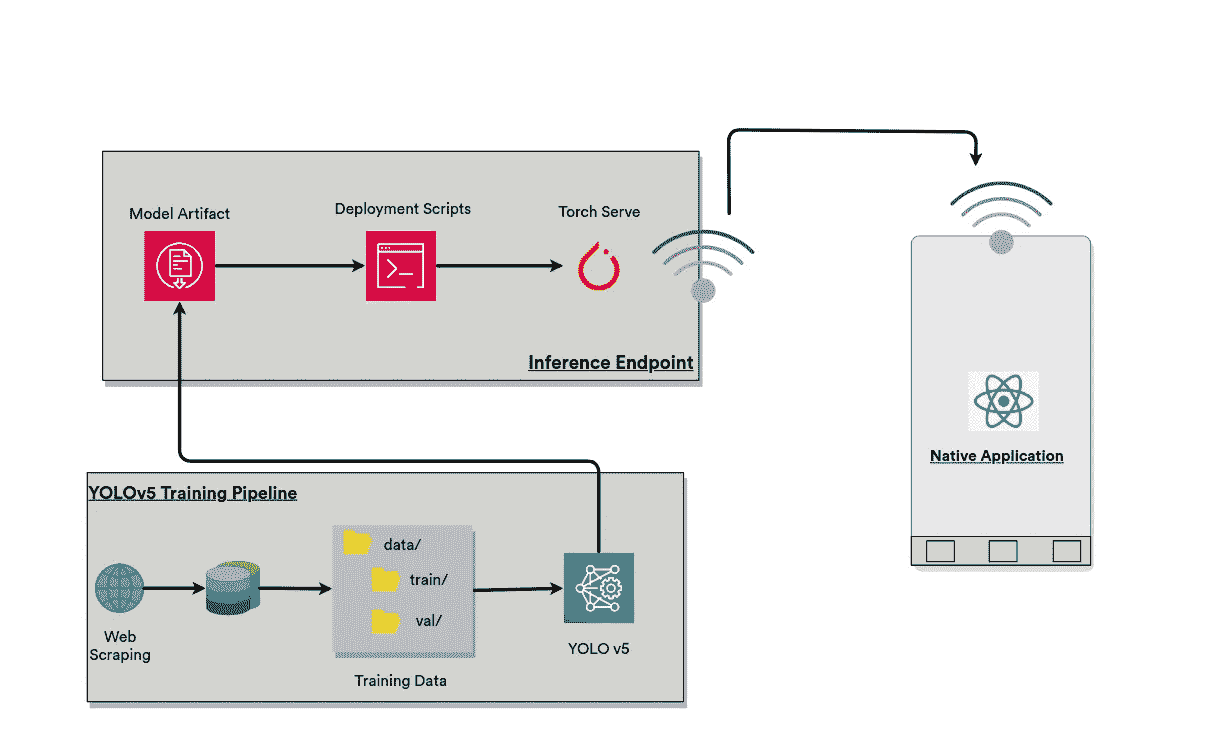 Model Artifact
Deployment Scripts
Torch Serve
Inference Endpoint
Native Application
YOLOv5 Training Pipeline
data/
train/
val/
Web
Scraping
YOLO v5
Training Data